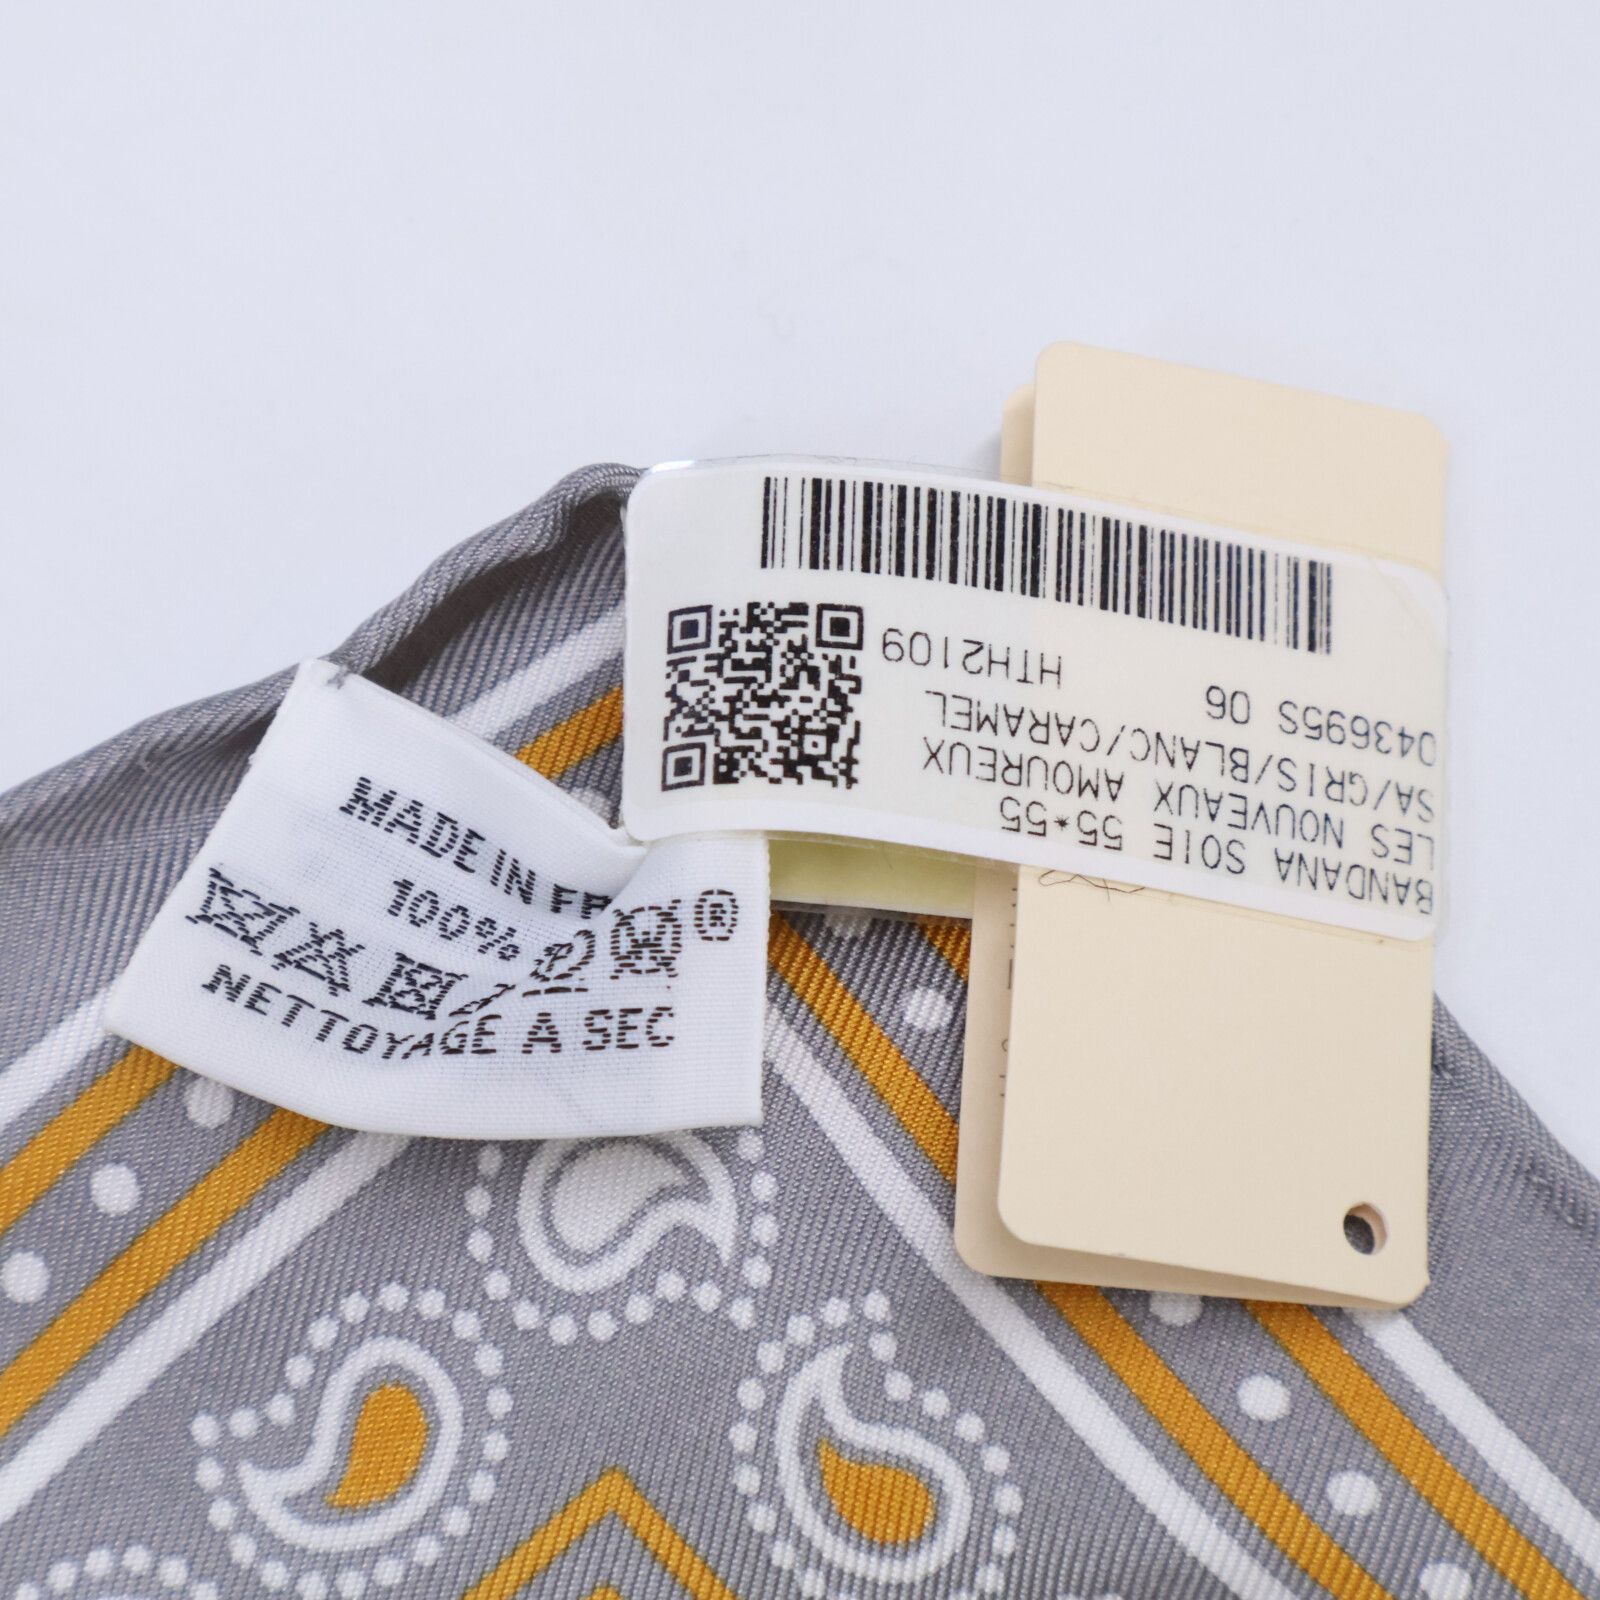 MADE IN FR
100%
®
NETTOYAGE A SEC
BANDANA SOIE 55*55
LES NOUVEAUX AMOUREUX
SA/GRIS/BLANC/CARAMEL
043695S 06
HTH2109